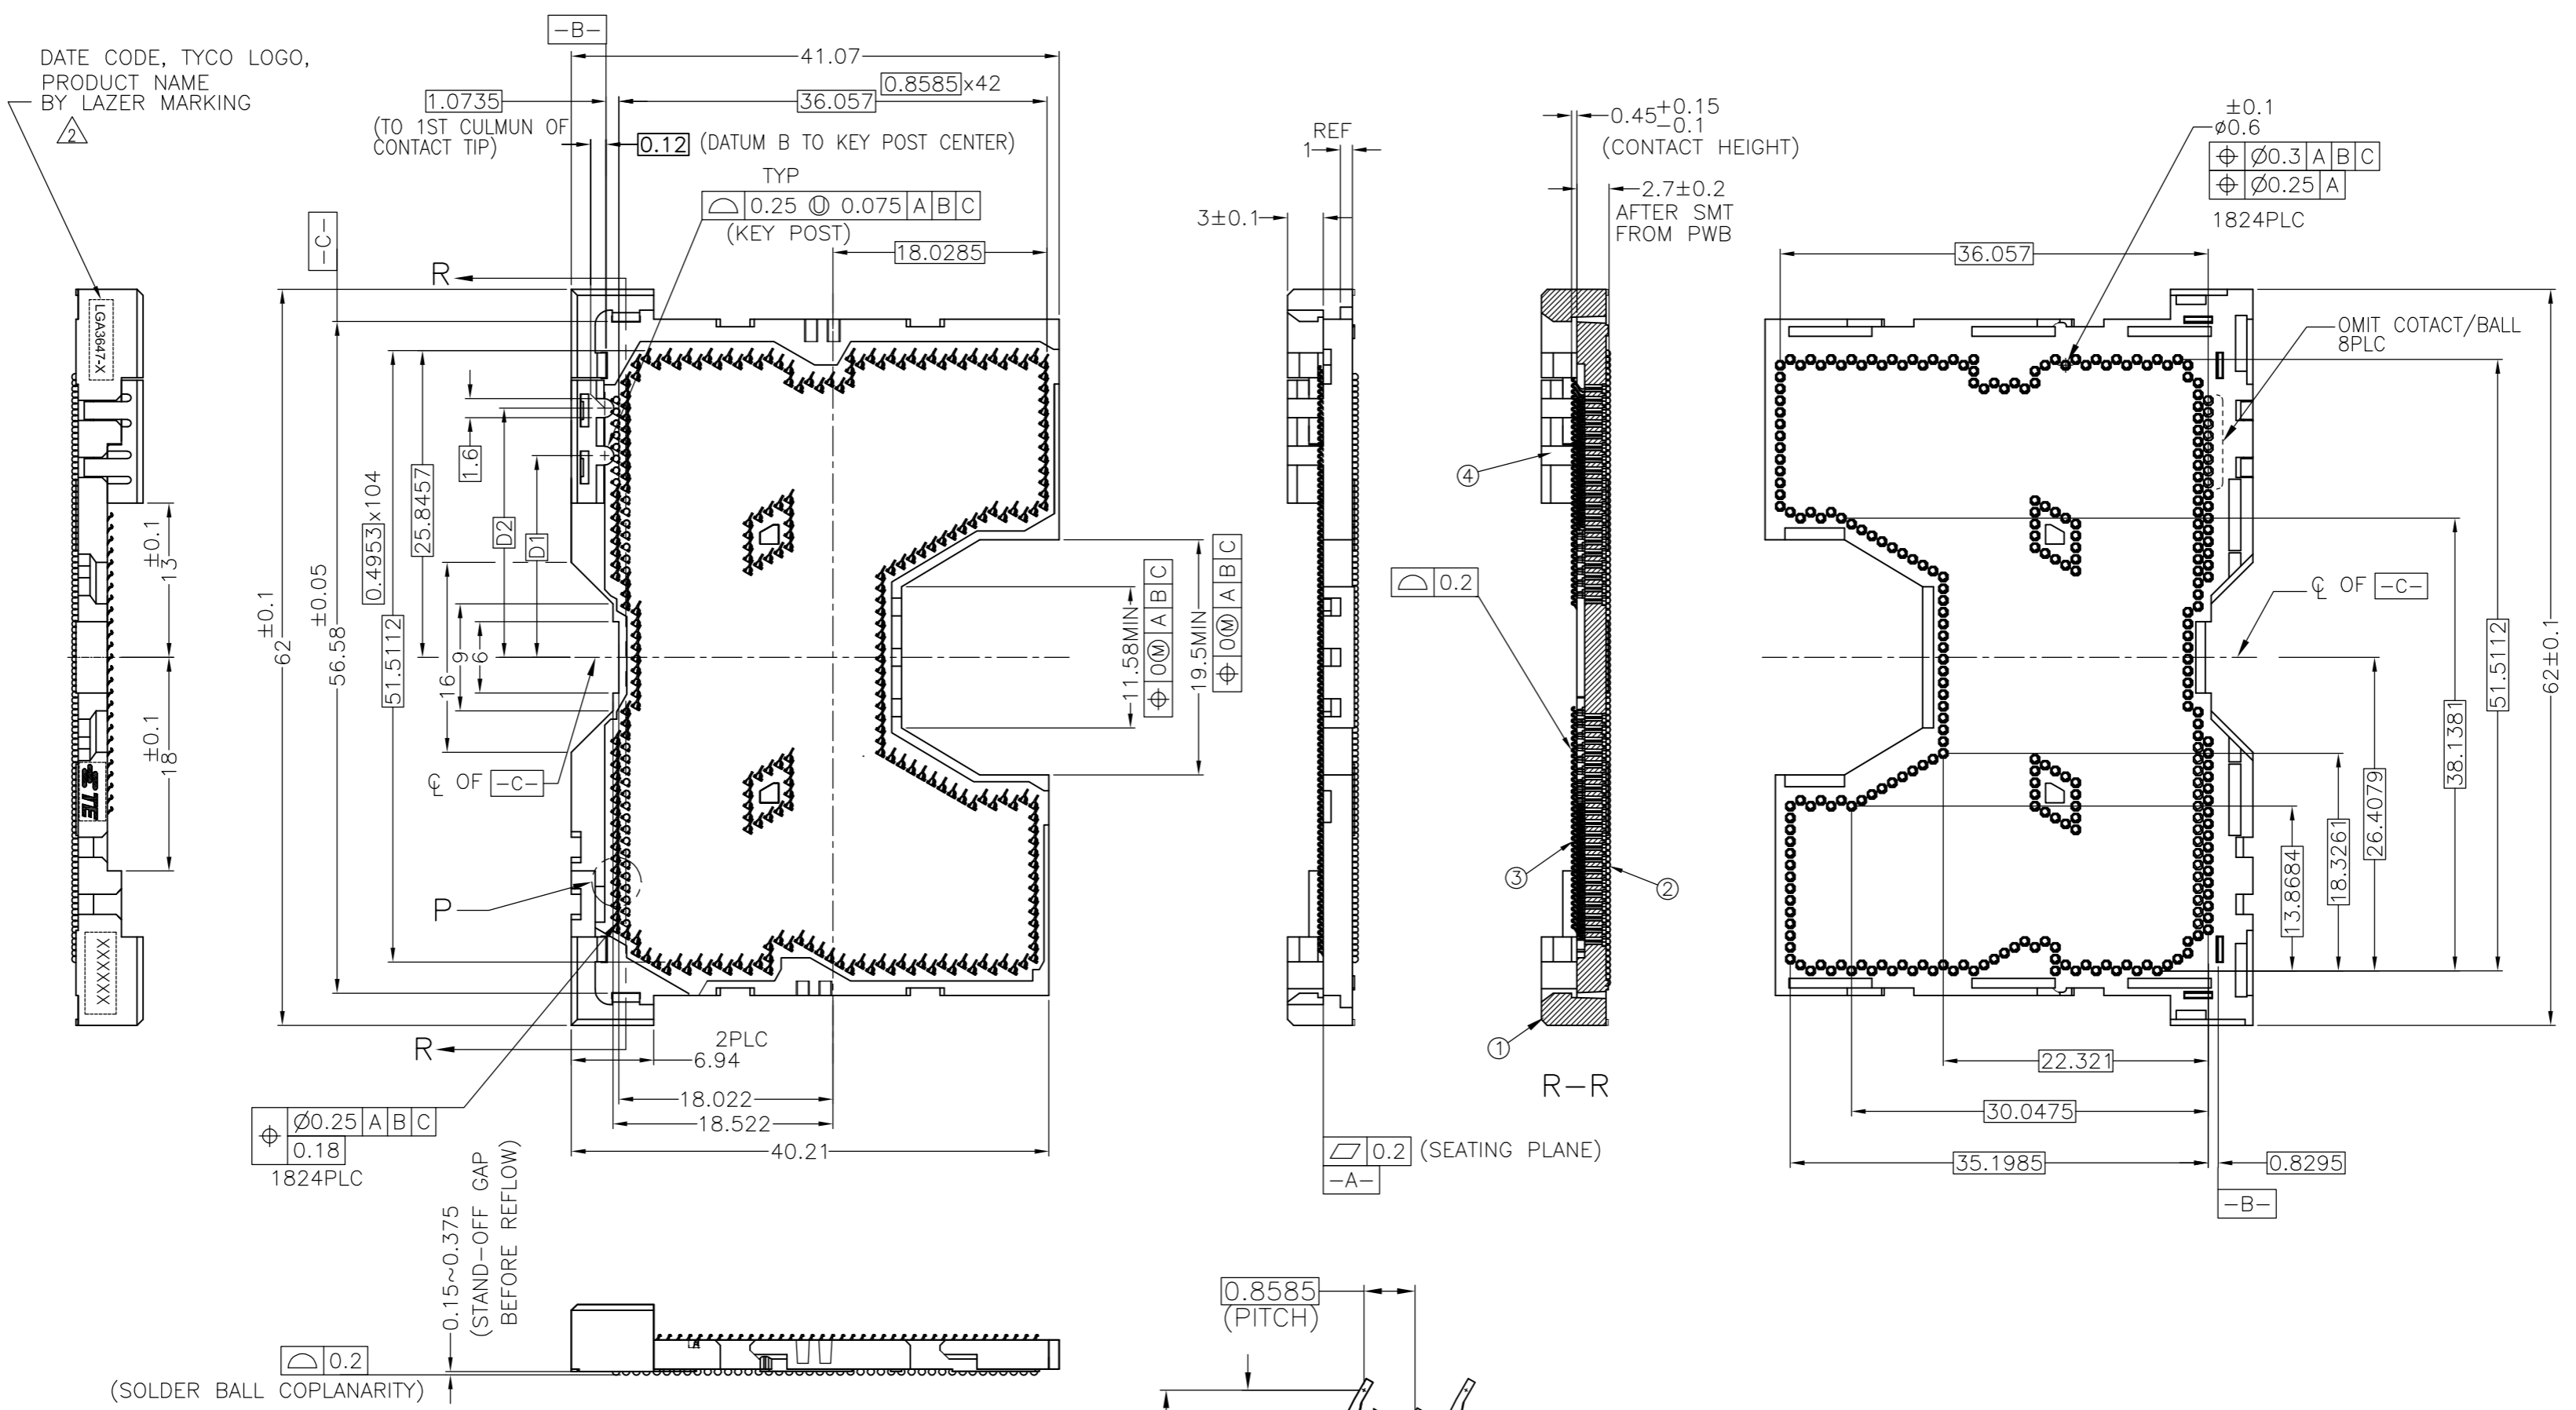 DATE CODE, TYCO LOGO,
PRODUCT NAME
BY LAZER MARKING
2
-B-
41.07
0.8585x42
1.0735
36.057
(TO 1ST CULMUN OF
CONTACT TIP)
0.12 (DATUM B TO KEY POST CENTER)
TYP
⌓ 0.25 Ⓤ 0.075 A B C
(KEY POST)
-C-
18.0285
R
LGA3647-X
±0.1
13
±0.1
18
TE
XXXXXX
±0.1
62
±0.05
56.58
0.4953x104
51.5112
25.8457
1.6
D2
D1
16
9
6
℄ OF -C-
P
11.58MIN
⌖ 0Ⓜ A B C
19.5MIN
⌖ 0Ⓜ A B C
R
2PLC
6.94
18.022
18.522
40.21
⌖ Ø0.25 A B C
0.18
1824PLC
0.15~0.375
(STAND-OFF GAP
BEFORE REFLOW)
⌓ 0.2
(SOLDER BALL COPLANARITY)
REF
1
3±0.1
▱ 0.2 (SEATING PLANE)
-A-
0.45+0.15
-0.1
(CONTACT HEIGHT)
2.7±0.2
AFTER SMT
FROM PWB
4
⌓ 0.2
3
2
1
R-R
0.8585
(PITCH)
±0.1
ø0.6
⌖ Ø0.3 A B C
⌖ Ø0.25 A
1824PLC
36.057
OMIT COTACT/BALL
8PLC
℄ OF -C-
62±0.1
51.5112
38.1381
26.4079
18.3261
13.8684
22.321
30.0475
35.1985
0.8295
-B-